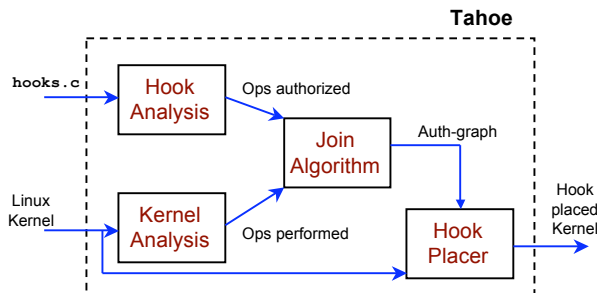 Tahoe
hooks.c
Hook
Analysis
Ops authorized
Join
Algorithm
Auth-graph
Linux
Kernel
Kernel
Analysis
Ops performed
Hook
Placer
Hook
placed
Kernel